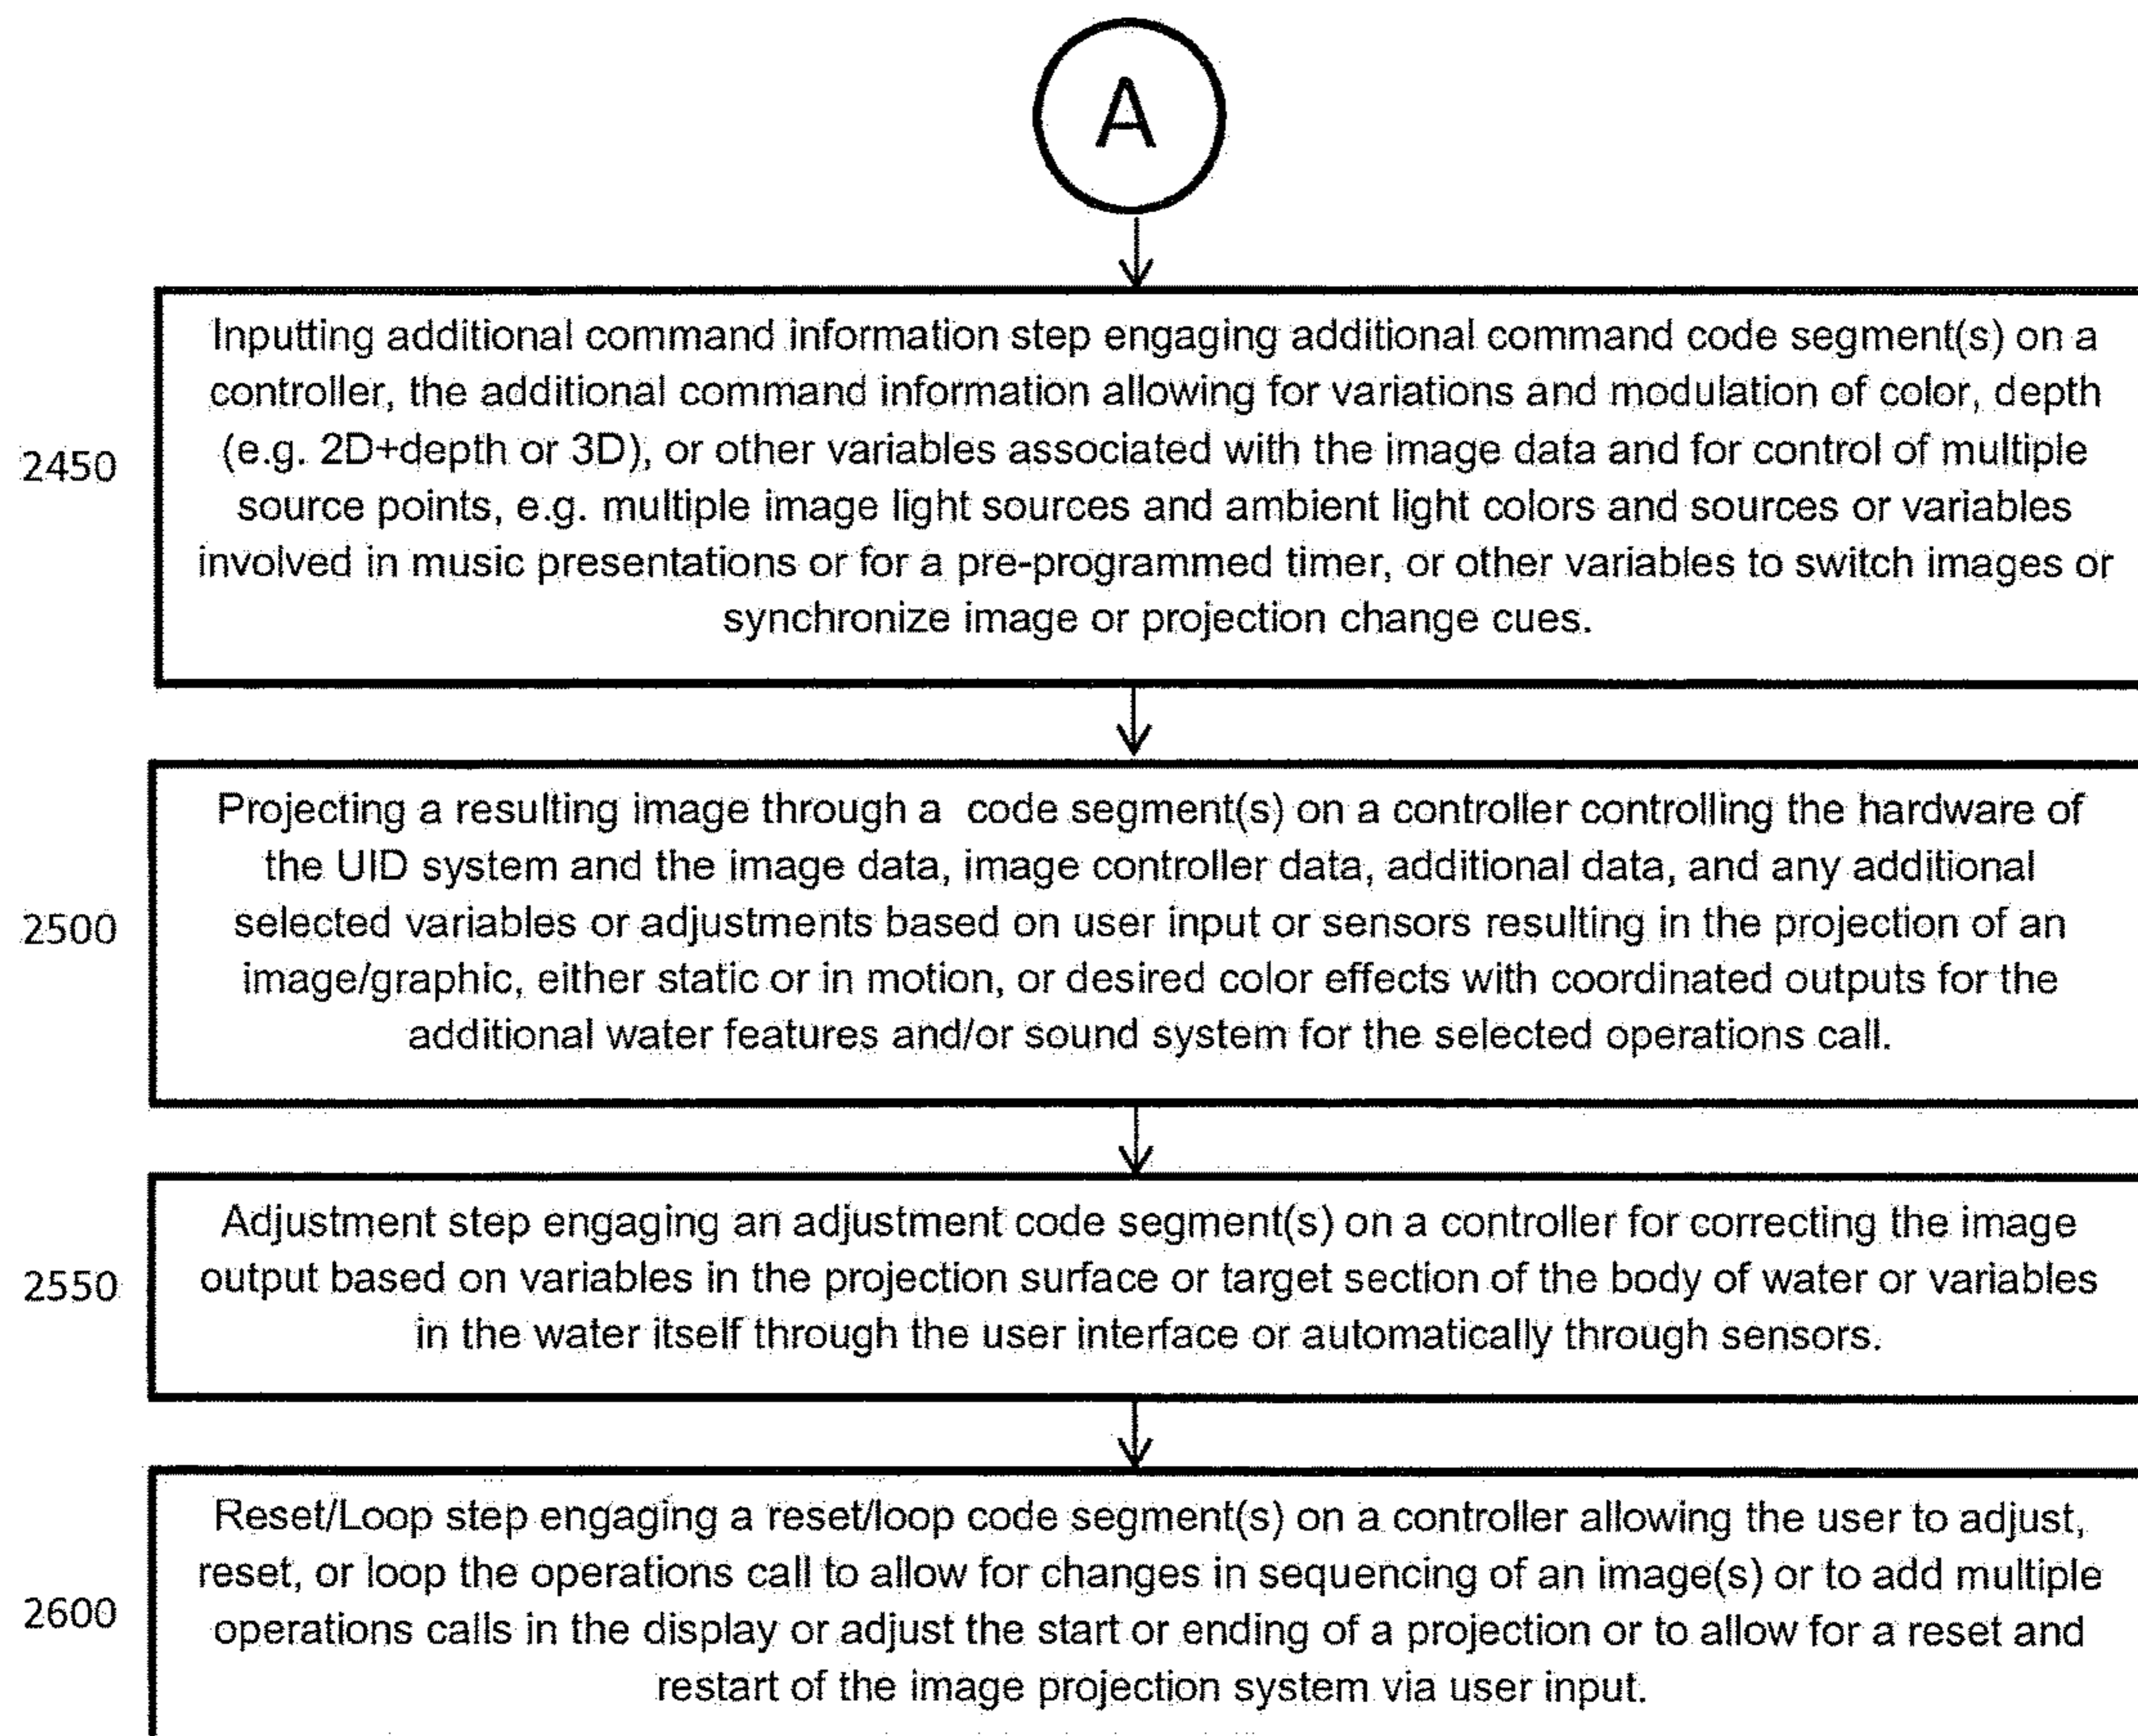 A
Inputting additional command information step engaging additional command code segment(s) on a
controller, the additional command information allowing for variations and modulation of color, depth
(e.g. 2D+depth or 3D), or other variables associated with the image data and for control of multiple
2450
source points, e.g. multiple image light sources and ambient light colors and sources or variables
involved in music presentations or for a pre-programmed timer, or other variables to switch images or
synchronize image or projection change cues.
Projecting a resulting image through a code segment(s) on a controller controlling the hardware of
the UID system and the image data, image controller data, additional data, and any additional
2500
selected variables or adjustments based on user input or sensors resulting in the projection of an
image/graphic, either static or in motion, or desired color effects with coordinated outputs for the
additional water features and/or sound system for the selected operations call.
Adjustment step engaging an adjustment code segment(s) on a controller for correcting the image
2550
output based on variables in the projection surface or target section of the body of water or variables
in the water itself through the user interface or automatically through sensors.
Reset/Loop step engaging a reset/loop code segment(s) on a controller allowing the user to adjust,
reset, or loop the operations call to allow for changes in sequencing of an image(s) or to add multiple
2600
operations calls in the display or adjust the start or ending of a projection or to allow for a reset and
restart of the image projection system via user input.